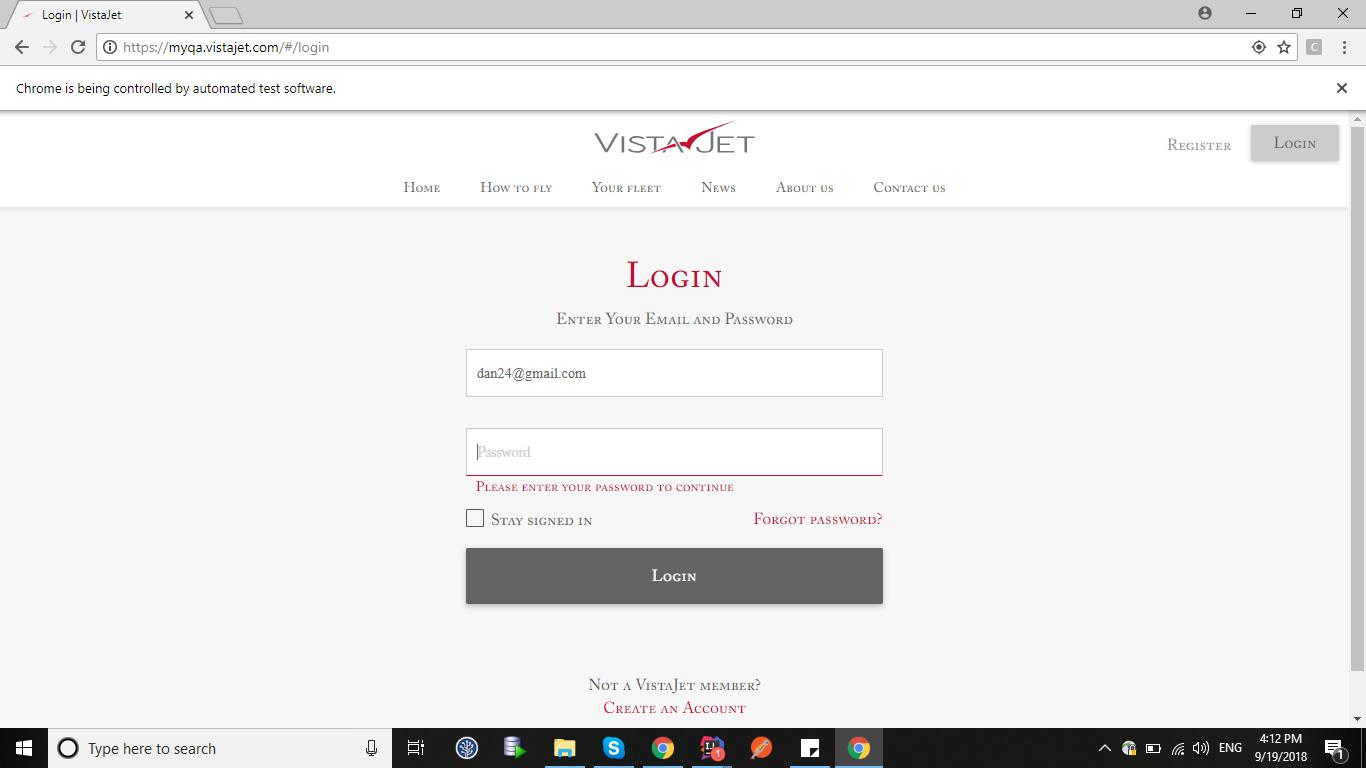 Login | VistaJet
https://myqa.vistajet.com/#/login
C
Chrome is being controlled by automated test software.
VistaJet
Register
Login
Home How to fly Your fleet News About us Contact us
Login
Enter Your Email and Password
dan24@gmail.com
Password
Please enter your password to continue
Stay signed in Forgot password?
Login
Not a VistaJet member?
Create an Account
Type here to search
1
ENG
4:12 PM
9/19/2018
1